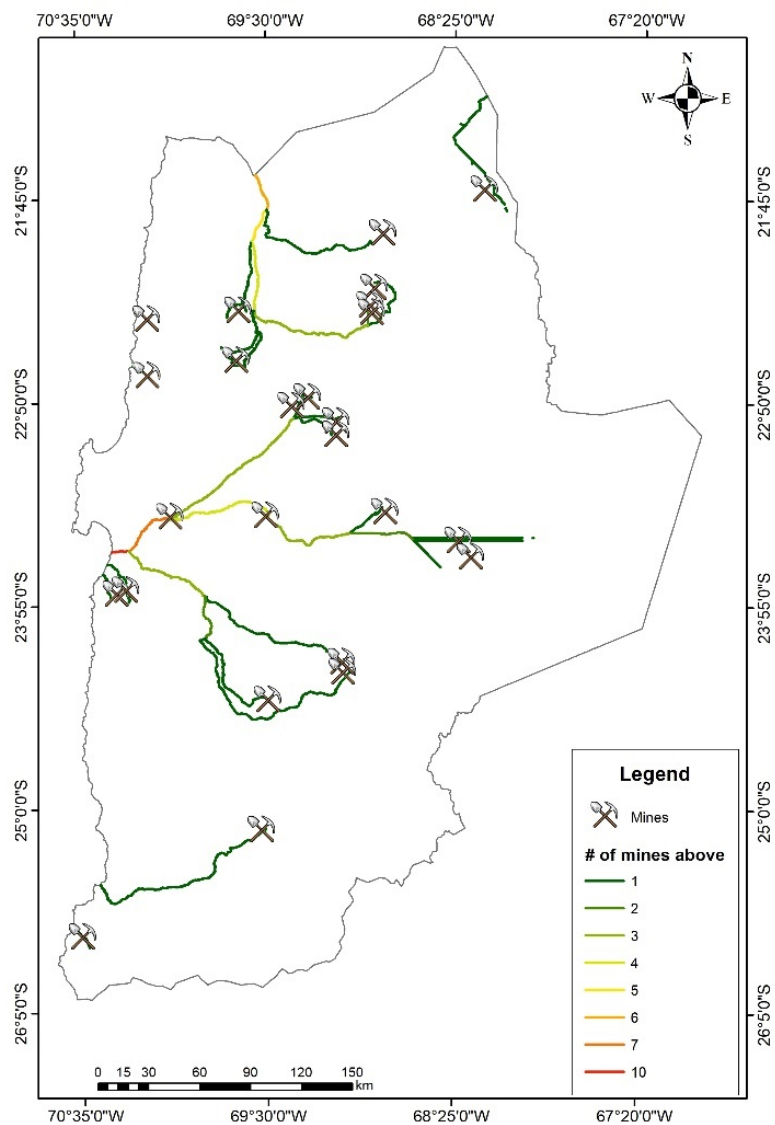 70°35'0"W 69°30'0"W 68°25'0"W 67°20'0"W
N
W E
S
21°45'0"S 21°45'0"S
22°50'0"S 22°50'0"S
23°55'0"S 23°55'0"S
25°0'0"S 25°0'0"S
26°5'0"S 26°5'0"S
Legend
Mines
# of mines above
1
2
3
4
5
6
7
10
0 15 30 60 90 120 150
km
70°35'0"W 69°30'0"W 68°25'0"W 67°20'0"W